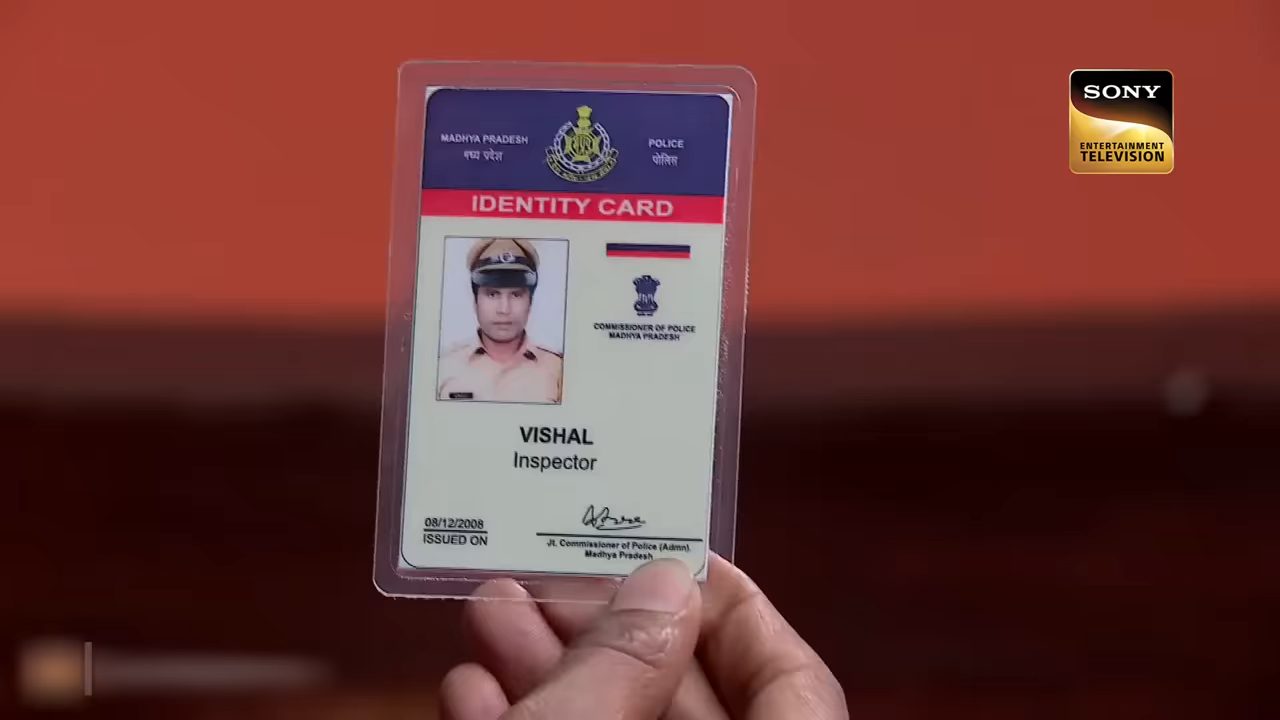 SONY
ENTERTAINMENT
TELEVISION
MADHYA PRADESH
मध्य प्रदेश
POLICE
पोलिस
IDENTITY CARD
COMMISSIONER OF POLICE
MADHYA PRADESH
VISHAL
Inspector
08/12/2008
ISSUED ON
Jt. Commissioner of Police (Admn)
Madhya Pradesh